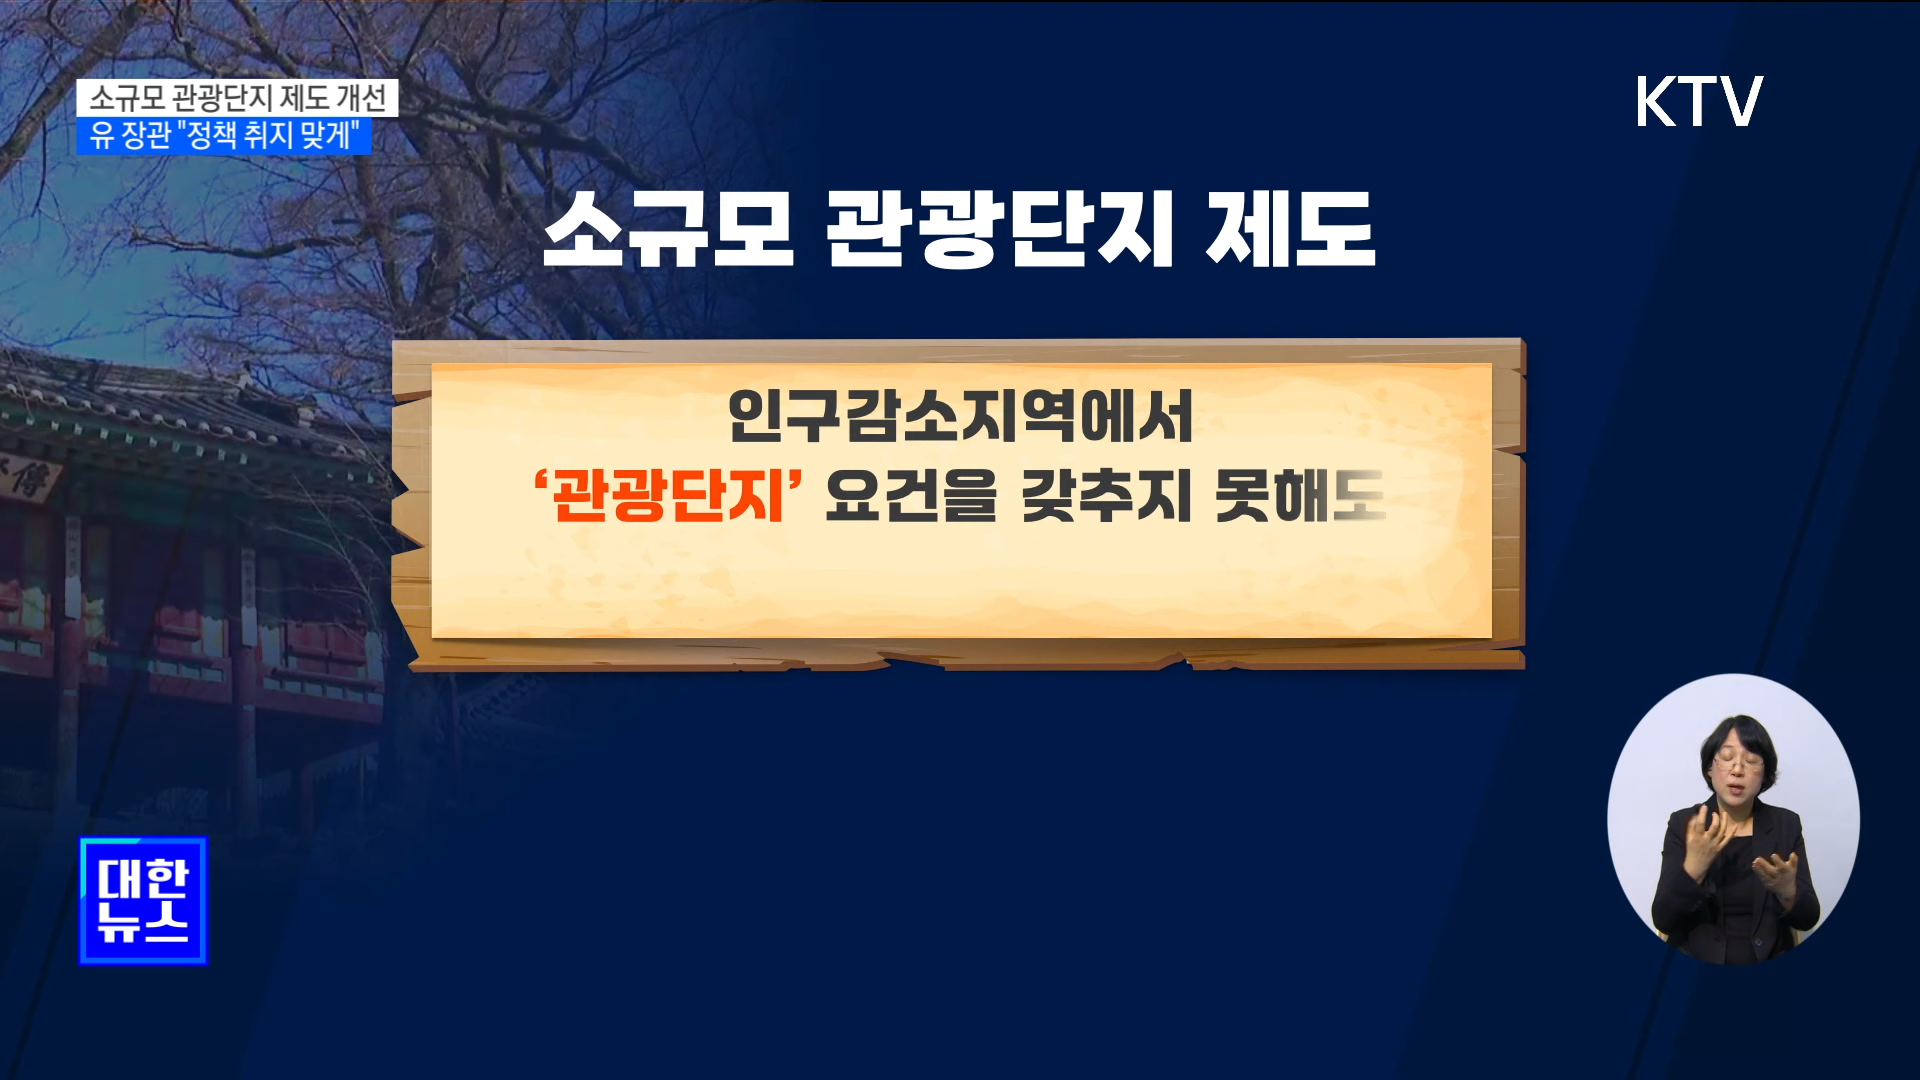 소규모 관광단지 제도 개선
유 장관 "정책 취지 맞게"
KTV
소규모 관광단지 제도
인구감소지역에서
‘관광단지’ 요건을 갖추지 못해도
대한
뉴스